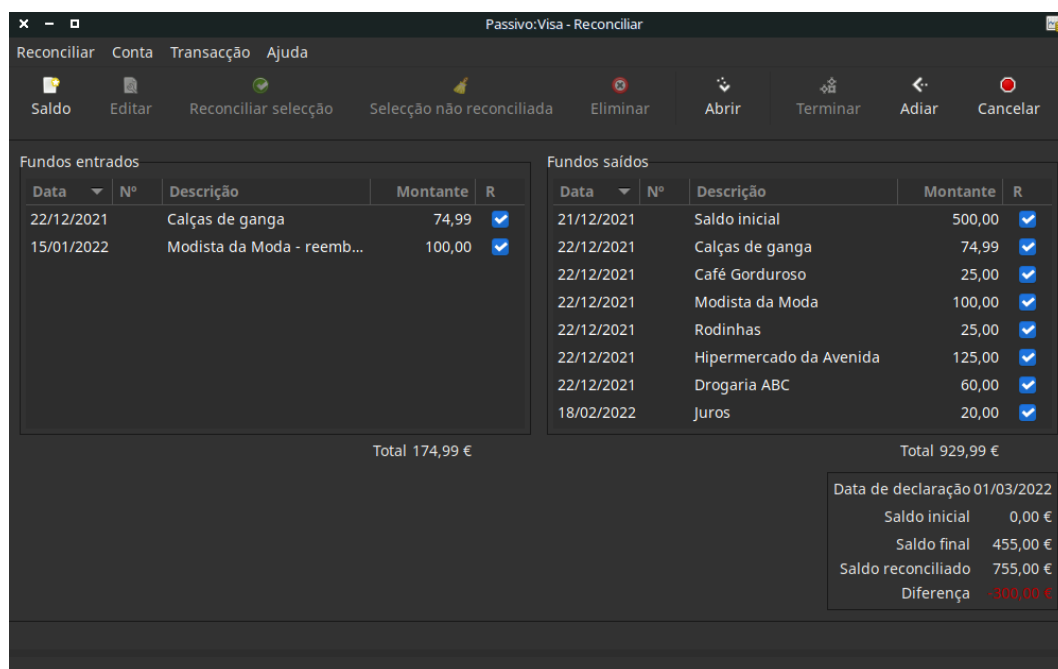 Passivo:Visa - Reconciliar
Reconciliar Conta Transacção Ajuda
Saldo Editar Reconciliar selecção Selecção não reconciliada Eliminar Abrir Terminar Adiar Cancelar
Fundos entrados
Data Nº Descrição Montante R
22/12/2021 Calças de ganga 74,99
15/01/2022 Modista da Moda - reemb... 100,00
Total 174,99 €
Fundos saídos
Data Nº Descrição Montante R
21/12/2021 Saldo inicial 500,00
22/12/2021 Calças de ganga 74,99
22/12/2021 Café Gorduroso 25,00
22/12/2021 Modista da Moda 100,00
22/12/2021 Rodinhas 25,00
22/12/2021 Hipermercado da Avenida 125,00
22/12/2021 Drogaria ABC 60,00
18/02/2022 Juros 20,00
Total 929,99 €
Data de declaração 01/03/2022
Saldo inicial 0,00 €
Saldo final 455,00 €
Saldo reconciliado 755,00 €
Diferença -300,00 €